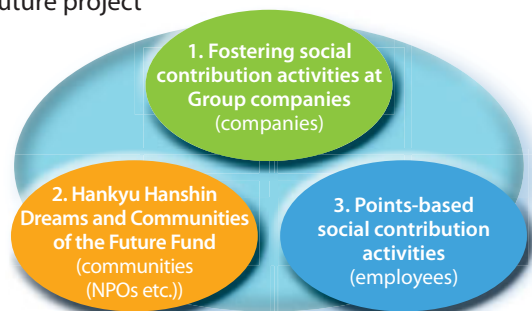 uture project
1. Fostering social
contribution activities at
Group companies
(companies)
2. Hankyu Hanshin
Dreams and Communities
of the Future Fund
(communities
(NPOs etc.))
3. Points-based
social contribution
activities
(employees)